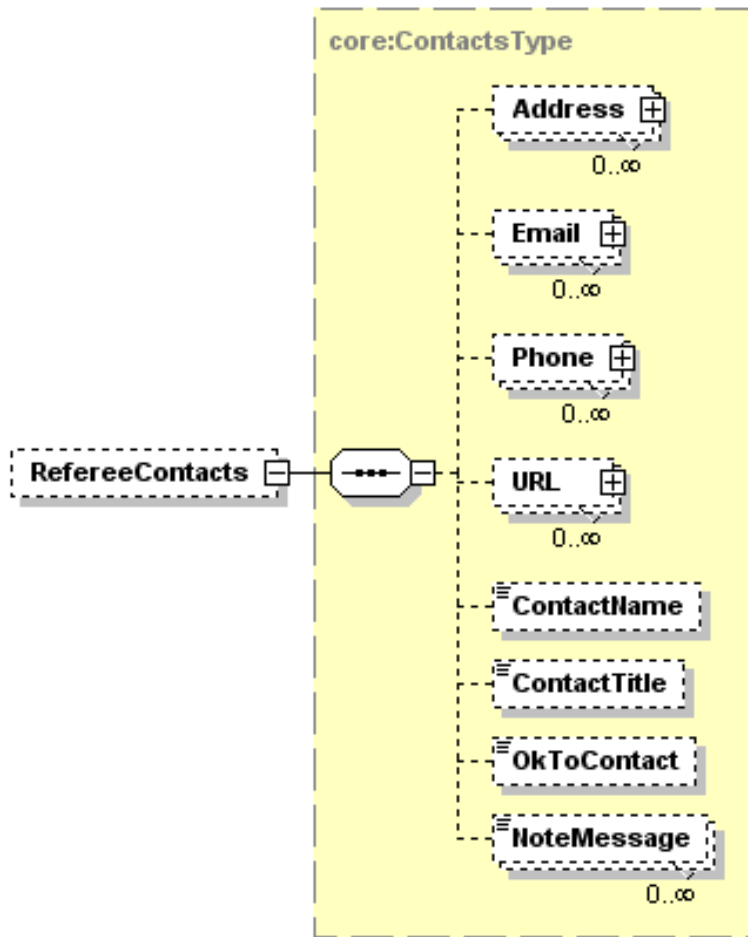 core:ContactsType
Address
0..∞
Email
0..∞
Phone
0..∞
RefereeContacts
URL
0..∞
ContactName
ContactTitle
OkToContact
NoteMessage
0..∞